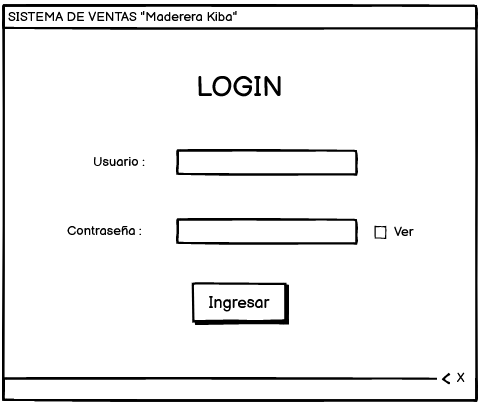 SISTEMA DE VENTAS "Maderera Kiba"
LOGIN
Usuario :
Contraseña :
Ver
Ingresar
< X